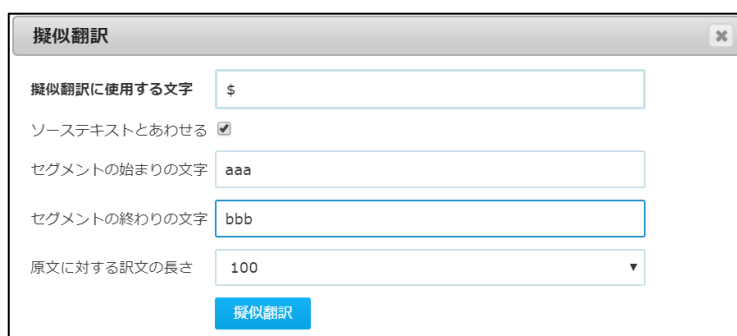 擬似翻訳
擬似翻訳に使用する文字 $
ソーステキストとあわせる
セグメントの始まりの文字 aaa
セグメントの終わりの文字 bbb
原文に対する訳文の長さ 100
擬似翻訳